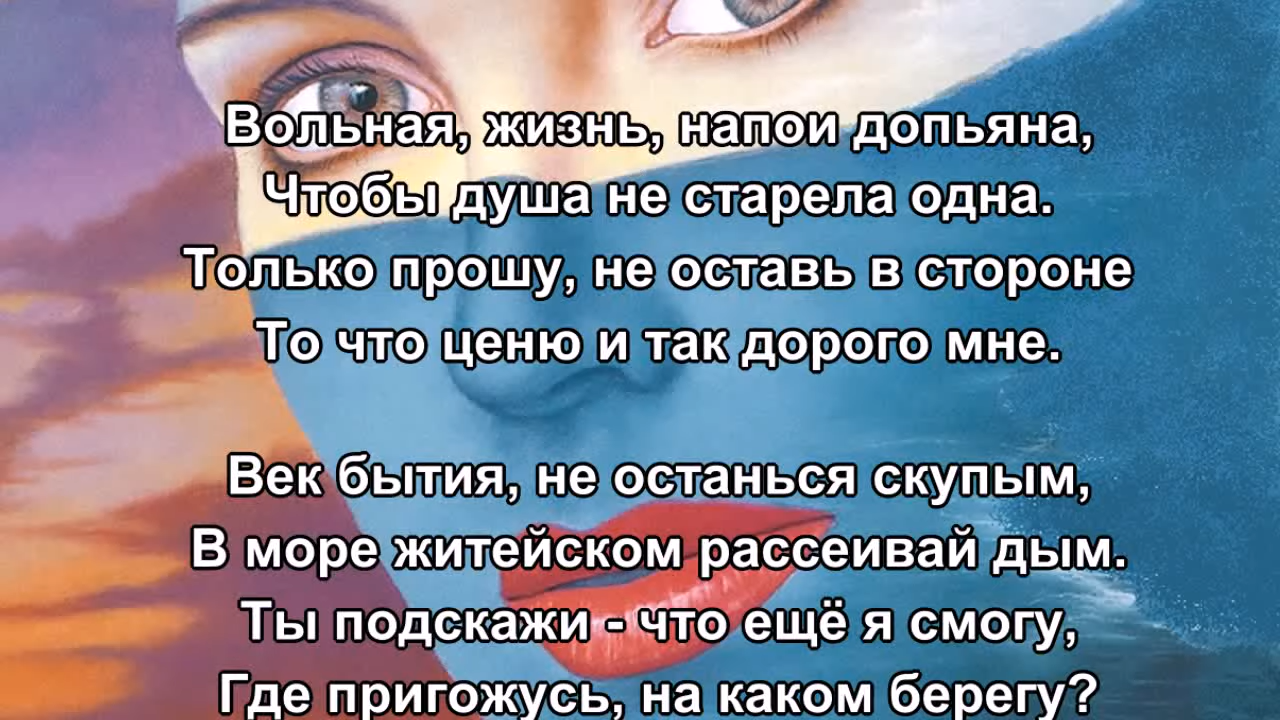 Вольная, жизнь, напои допьяна,
Чтобы душа не старела одна.
Только прошу, не оставь в стороне
То что ценю и так дорого мне.
Век бытия, не останься скупым,
В море житейском рассеивай дым.
Ты подскажи - что ещё я смогу,
Где пригожусь, на каком берегу?